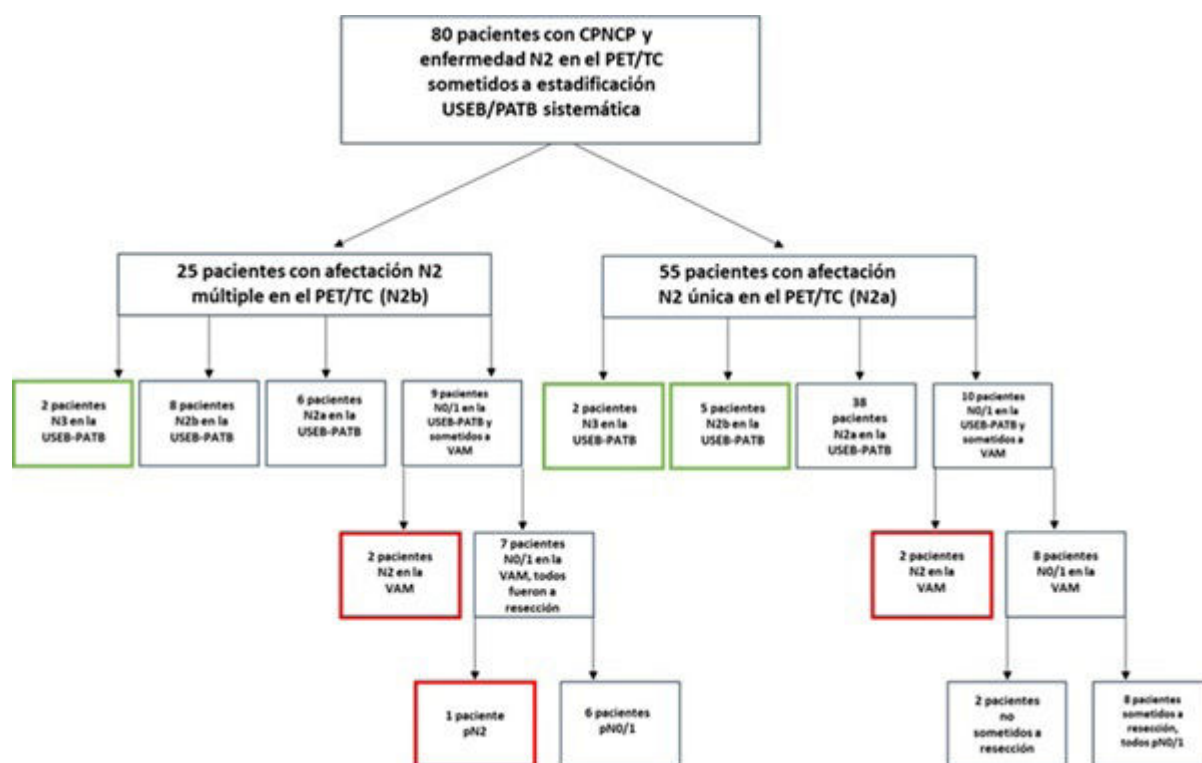 80 pacientes con CPNCP y
enfermedad N2 en el PET/TC
sometidos a estadificación
USEB/PATB sistemática
25 pacientes con afectación N2
múltiple en el PET/TC (N2b)
55 pacientes con afectación
N2 única en el PET/TC (N2a)
2 pacientes
N3 en la
USEB-PATB
8 pacientes
N2b en la
USEB-PATB
6 pacientes
N2a en la
USEB-PATB
9 pacientes
N0/1 en la
USEB-PATB y
sometidos a
VAM
2 pacientes
N3 en la
USEB-PATB
5 pacientes
N2b en la
USEB-PATB
38
pacientes
N2a en la
USEB-PATB
10 pacientes
N0/1 en la
USEB-PATB y
sometidos a
VAM
2 pacientes
N2 en la
VAM
7 pacientes
N0/1 en la
VAM, todos
fueron a
resección
2 pacientes
N2 en la
VAM
8 pacientes
N0/1 en la
VAM
1 paciente
pN2
6 pacientes
pN0/1
2 pacientes
no
sometidos a
resección
8 pacientes
sometidos a
resección,
todos pN0/1